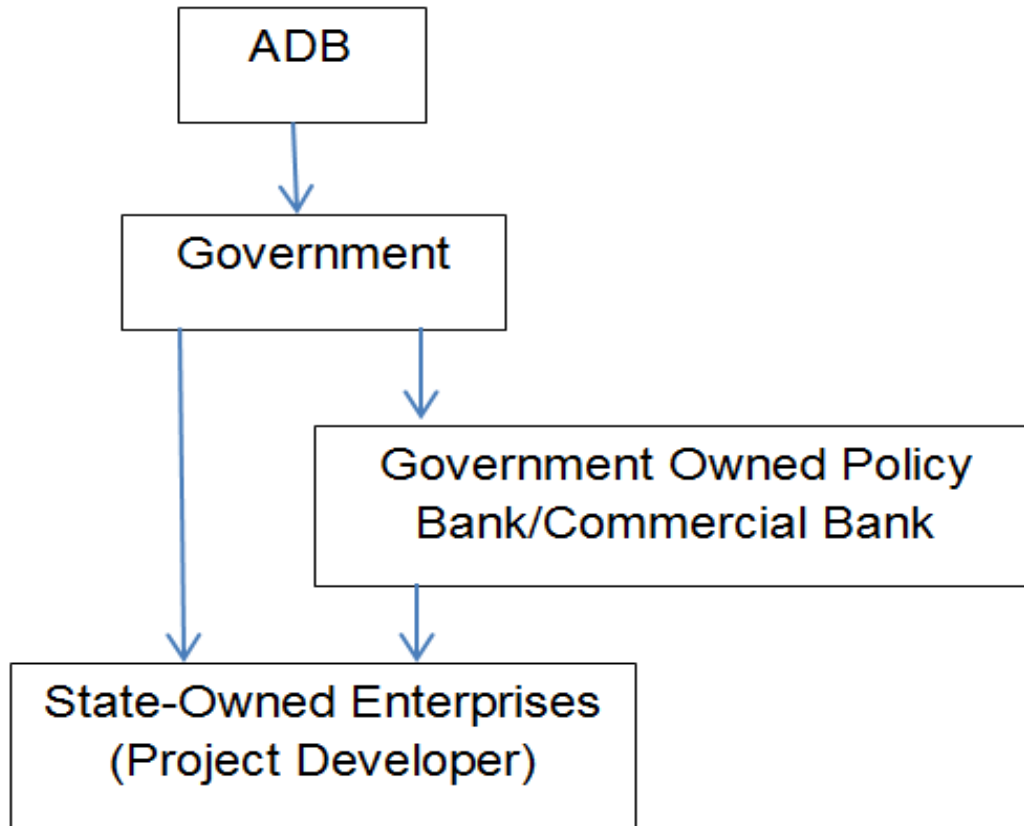 ADB
Government
Government Owned Policy
Bank/Commercial Bank
State-Owned Enterprises
(Project Developer)